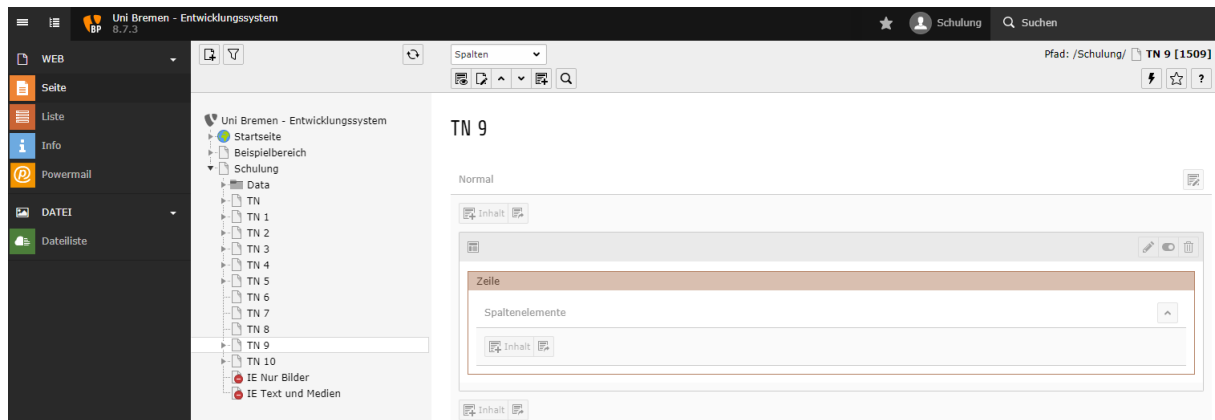 Uni Bremen - Entwicklungssystem
8.7.3
BP
Schulung
Suchen
WEB
Seite
Liste
Info
Powermail
DATEI
Dateiliste
Uni Bremen - Entwicklungssystem
Startseite
Beispielbereich
Schulung
Data
TN
TN 1
TN 2
TN 3
TN 4
TN 5
TN 6
TN 7
TN 8
TN 9
TN 10
IE Nur Bilder
IE Text und Medien
Spalten
Pfad: /Schulung/ TN 9 [1509]
TN 9
Normal
Inhalt
Zeile
Spaltenelemente
Inhalt
Inhalt